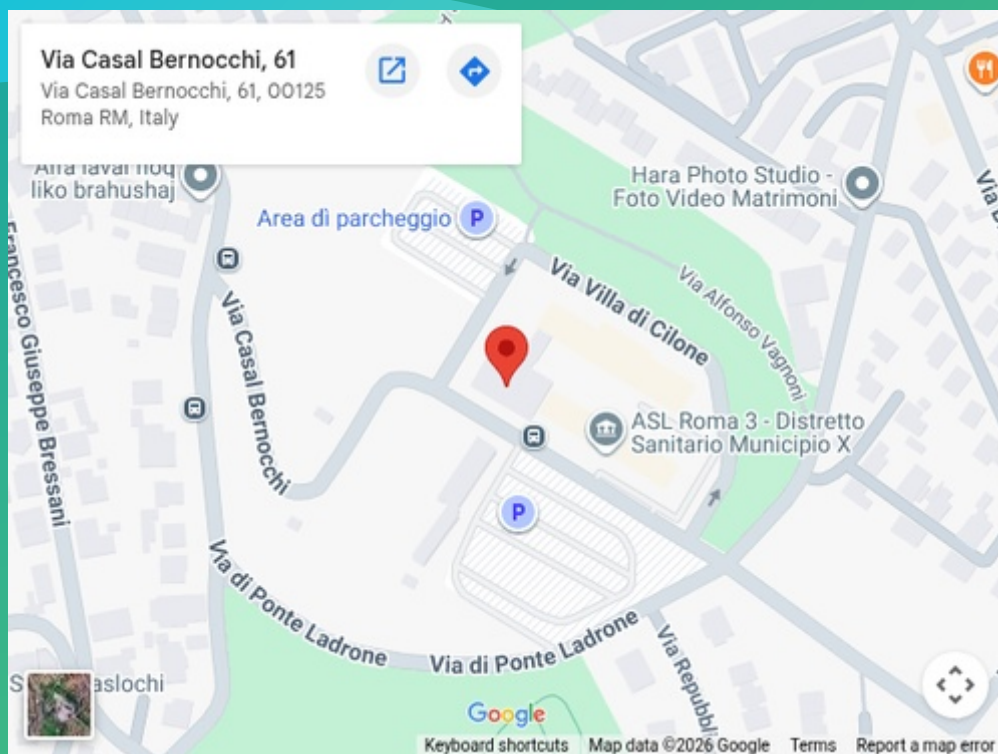 Via Casal Bernocchi, 61
Via Casal Bernocchi, 61, 00125
Roma RM, Italy
liko brahushaj
Area dì parcheggio
P
Hara Photo Studio -
Foto Video Matrimoni
Francesco Giuseppe Bressani
Via Casal Bernocchi
Via Villa di Cilone
Via Alfonso Vagnoni
ASL Roma 3 - Distretto
Sanitario Municipio X
P
Via di Ponte Ladrone
Via di Ponte Ladrone
Via Repubbli
Google
Keyboard shortcuts
Map data ©2026 Google
Terms
Report a map error